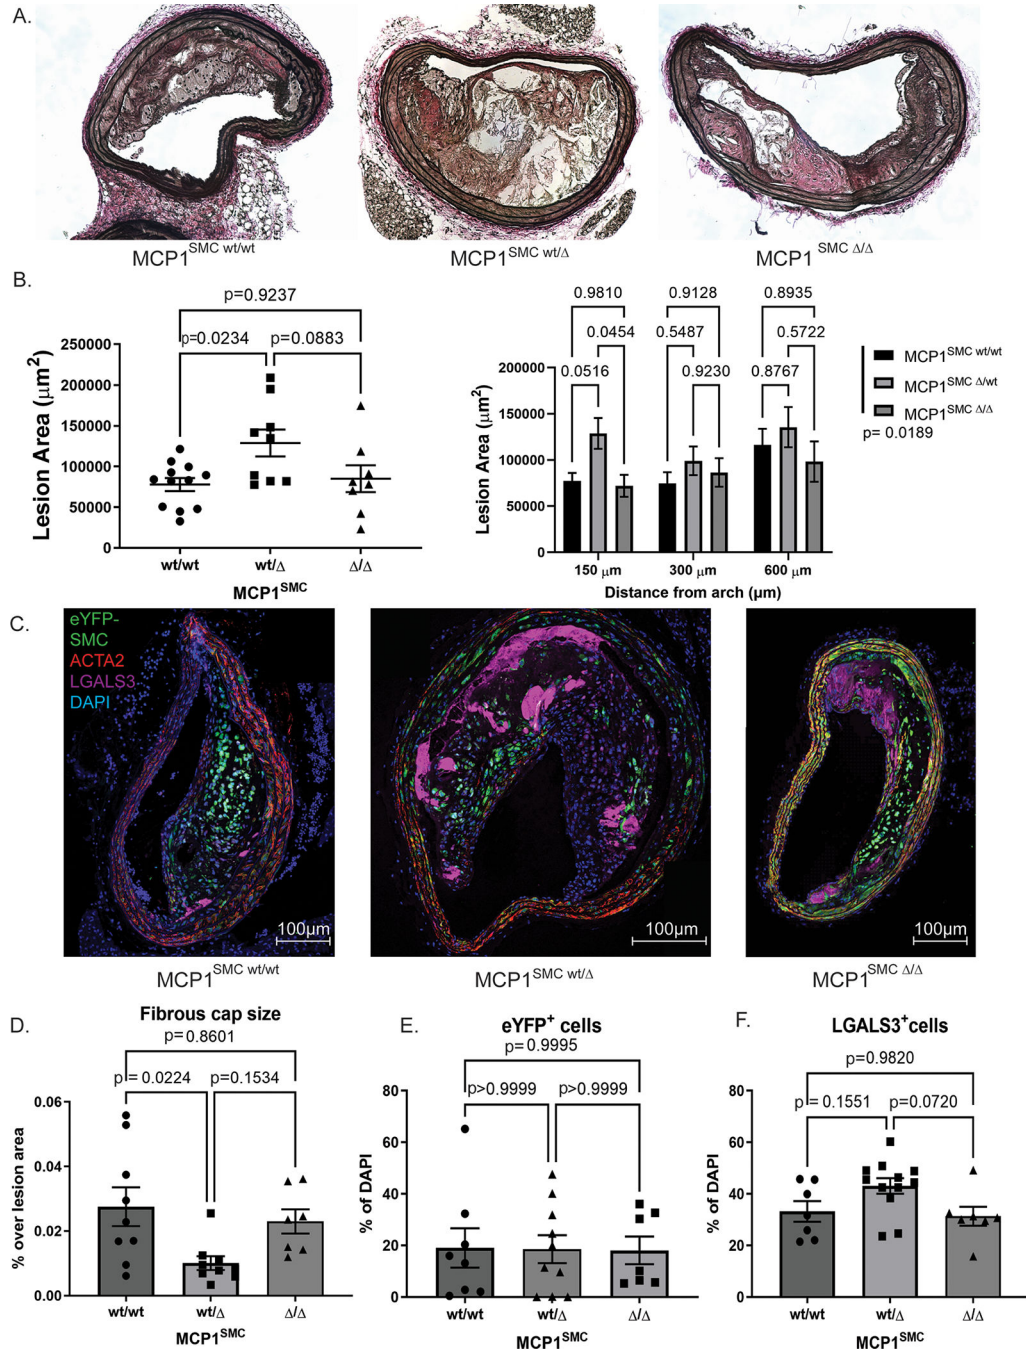 A.
MCP1SMC wt/wt
MCP1SMC wt/Δ
MCP1SMC Δ/Δ
B.
p=0.9237
p=0.0234
p=0.0883
250000
200000
150000
100000
50000
0
Lesion Area (μm2)
wt/wt
wt/Δ
Δ/Δ
MCP1SMC
0.9810
0.9128
0.8935
0.0454
0.5487
0.5722
0.0516
0.9230
0.8767
200000
150000
100000
50000
0
Lesion Area (μm2)
150 μm
300 μm
600 μm
Distance from arch (μm)
MCP1SMC wt/wt
MCP1SMC Δ/wt
MCP1SMC Δ/Δ
p= 0.0189
C.
eYFP-
SMC
ACTA2
LGALS3
DAPI
100μm
100μm
100μm
MCP1SMC wt/wt
MCP1SMC wt/Δ
MCP1SMC Δ/Δ
D.
Fibrous cap size
p=0.8601
p= 0.0224
p=0.1534
0.06
0.04
0.02
0.00
% over lesion area
wt/wt
wt/Δ
Δ/Δ
MCP1SMC
E.
eYFP+ cells
p=0.9995
p>0.9999
p>0.9999
80
60
40
20
0
% of DAPI
wt/wt
wt/Δ
Δ/Δ
MCP1SMC
F.
LGALS3+cells
p=0.9820
p= 0.1551
p=0.0720
80
60
40
20
0
% of DAPI
wt/wt
wt/Δ
Δ/Δ
MCP1SMC